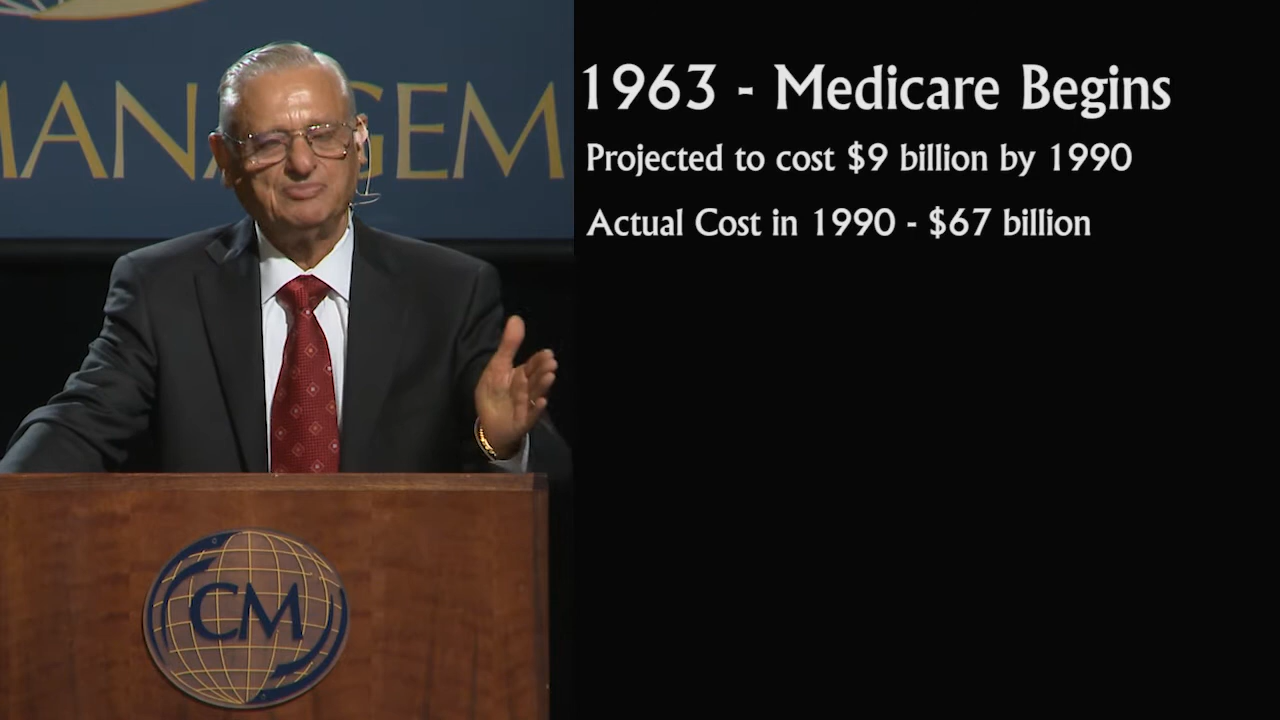 MANAGEM
1963 - Medicare Begins
Projected to cost $9 billion by 1990
Actual Cost in 1990 - $67 billion
CM